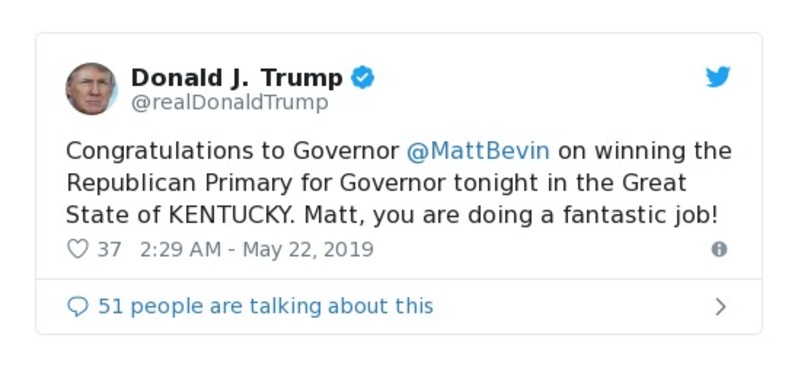 Donald J. Trump
@realDonaldTrump
Congratulations to Governor @MattBevin on winning the
Republican Primary for Governor tonight in the Great
State of KENTUCKY. Matt, you are doing a fantastic job!
37 2:29 AM - May 22, 2019
51 people are talking about this